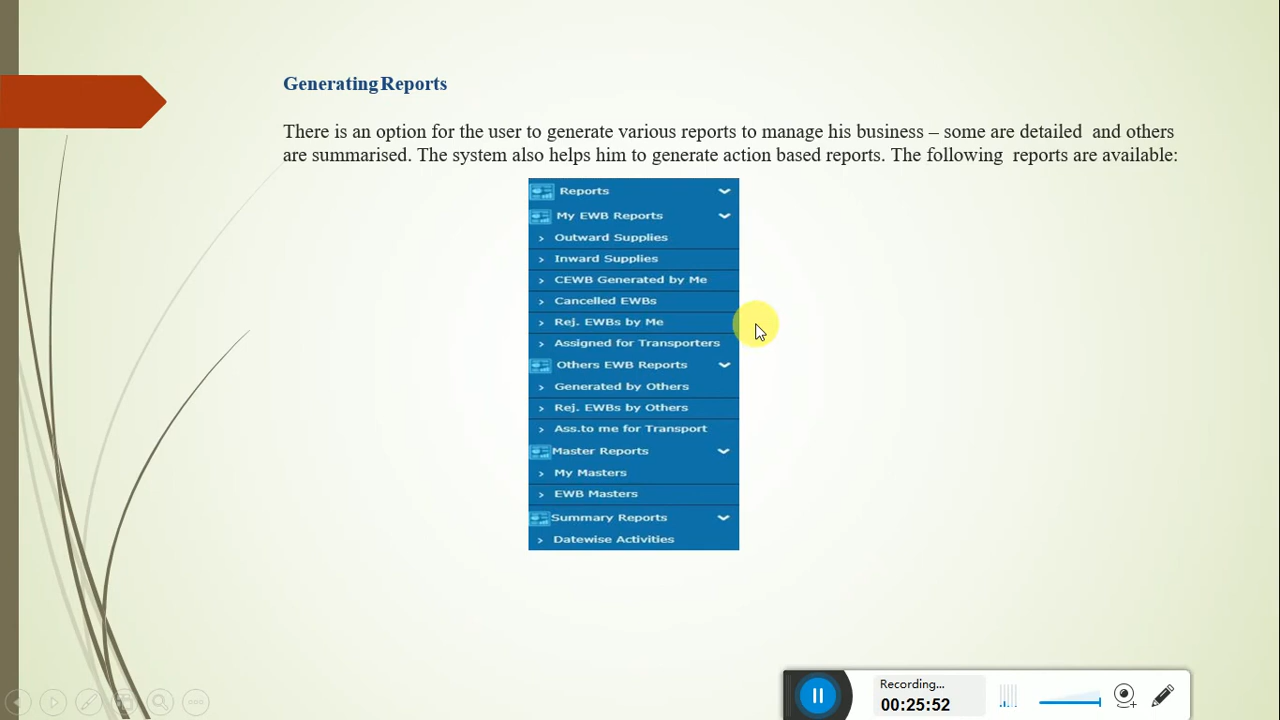 Generating Reports
There is an option for the user to generate various reports to manage his business – some are detailed and others
are summarised. The system also helps him to generate action based reports. The following reports are available:
Reports
My EWB Reports
Outward Supplies
Inward Supplies
CEWB Generated by Me
Cancelled EWBs
Rej. EWBs by Me
Assigned for Transporters
Others EWB Reports
Generated by Others
Rej. EWBs by Others
Ass.to me for Transport
Master Reports
My Masters
EWB Masters
Summary Reports
Datewise Activities
Recording...
00:25:52